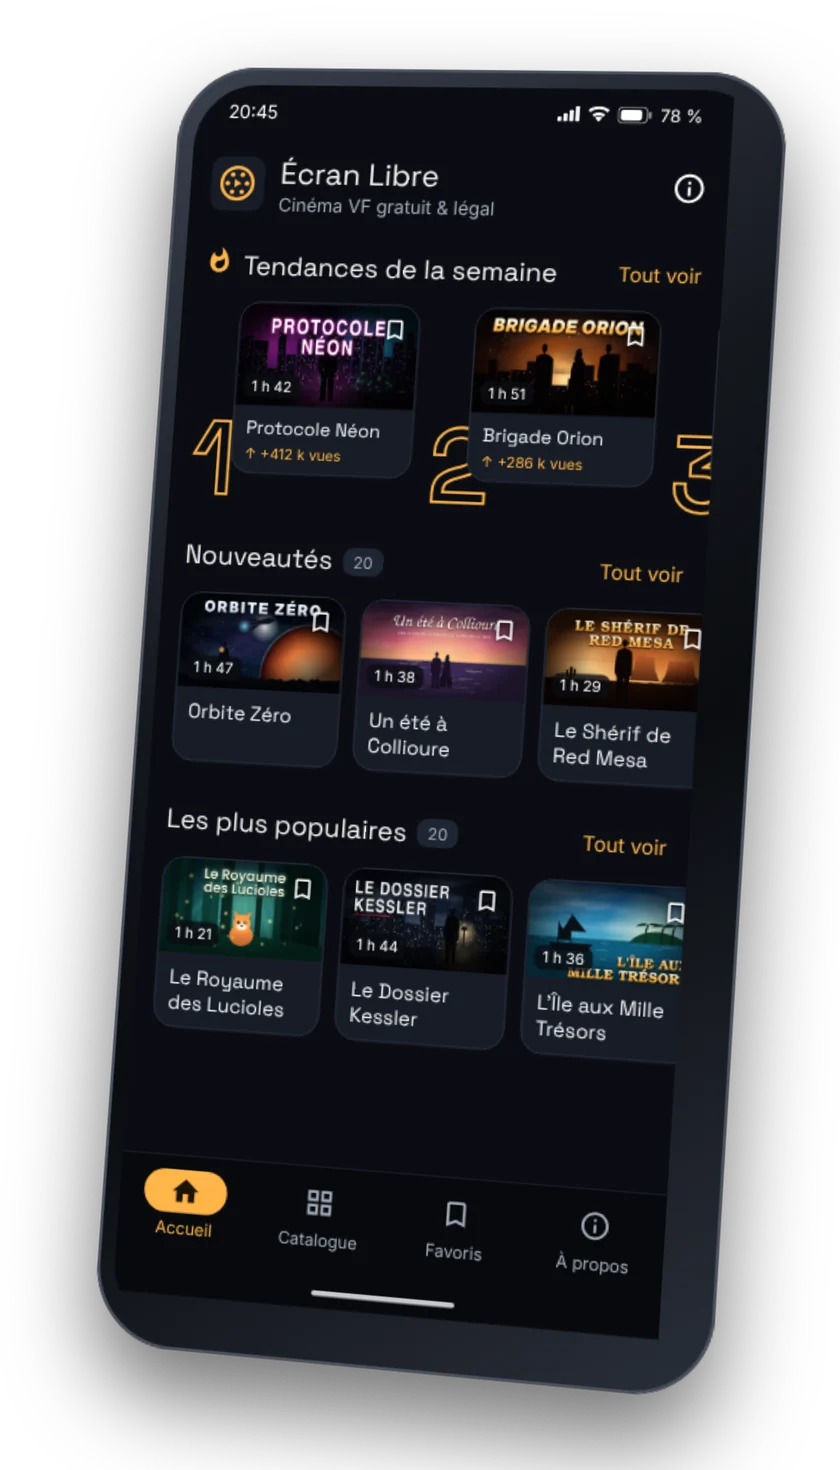 20:45
78 %
Écran Libre
Cinéma VF gratuit & légal
Tendances de la semaine
Tout voir
PROTOCOLE
NÉON
1 h 42
BRIGADE ORION
1 h 51
1
Protocole Néon
↑ +412 k vues
2
Brigade Orion
↑ +286 k vues
3
Nouveautés
20
Tout voir
ORBITE ZÉRO
1 h 47
Un été à Collioure
1 h 38
LE SHÉRIF DE
RED MESA
1 h 29
Orbite Zéro
Un été à
Collioure
Le Shérif de
Red Mesa
Les plus populaires
20
Tout voir
Le Royaume
des Lucioles
1 h 21
LE DOSSIER
KESSLER
1 h 44
1 h 36
L'ÎLE AU
MILLE TRÉSOR
Le Royaume
des Lucioles
Le Dossier
Kessler
L'Île aux Mille
Trésors
Accueil
Catalogue
Favoris
À propos